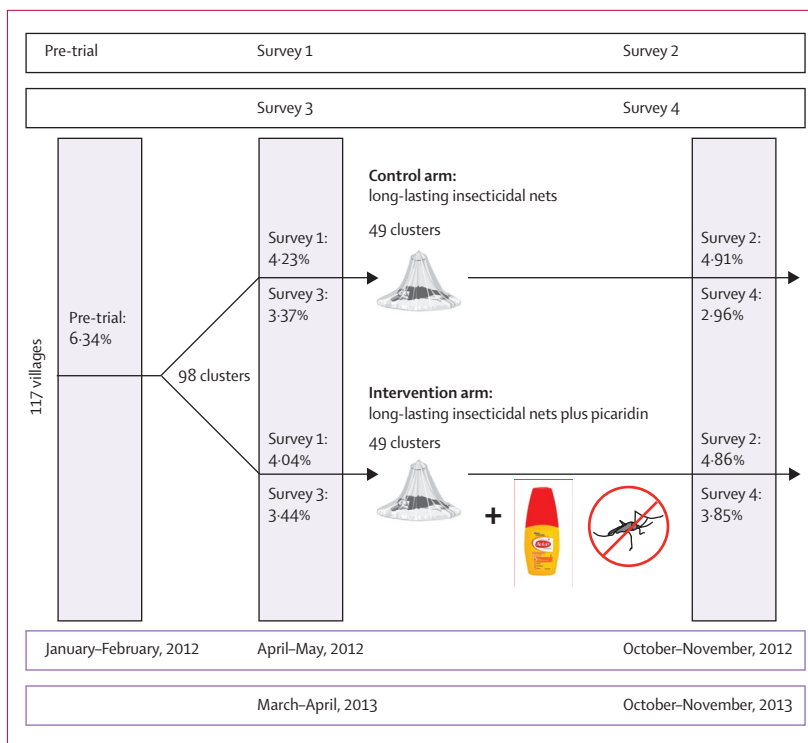 Pre-trial Survey 1 Survey 2
Survey 3 Survey 4
117 villages
Pre-trial:
6·34%
98 clusters
Survey 1:
4·23%
Survey 3:
3·37%
Control arm:
long-lasting insecticidal nets
49 clusters
Survey 2:
4·91%
Survey 4:
2·96%
Survey 1:
4·04%
Survey 3:
3·44%
Intervention arm:
long-lasting insecticidal nets plus picaridin
49 clusters
+
Survey 2:
4·86%
Survey 4:
3·85%
January–February, 2012 April–May, 2012 October–November, 2012
March–April, 2013 October–November, 2013